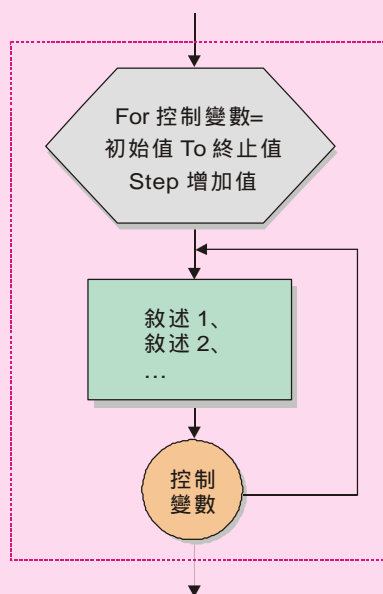 For 控制變數=
初始值 To 終止值
Step 增加值
敘述 1、
敘述 2、
…
控制
變數